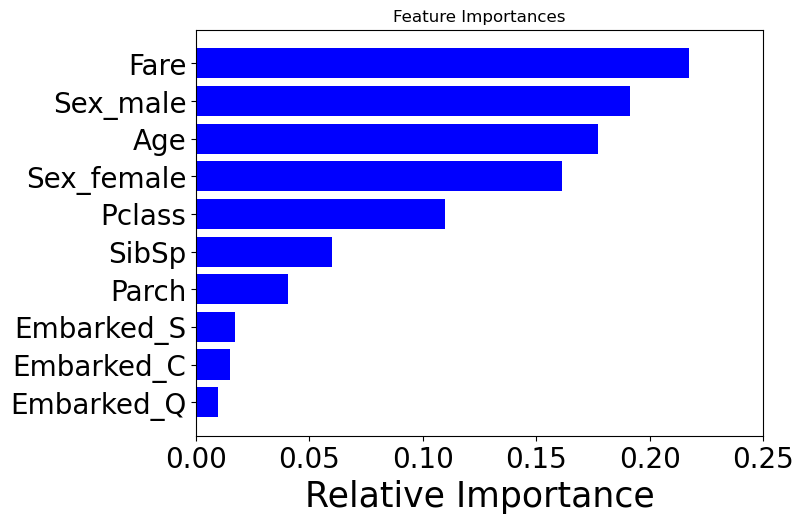 Feature Importances
Fare
Sex_male
Age
Sex_female
Pclass
SibSp
Parch
Embarked_S
Embarked_C
Embarked_Q
0.00 0.05 0.10 0.15 0.20 0.25
Relative Importance